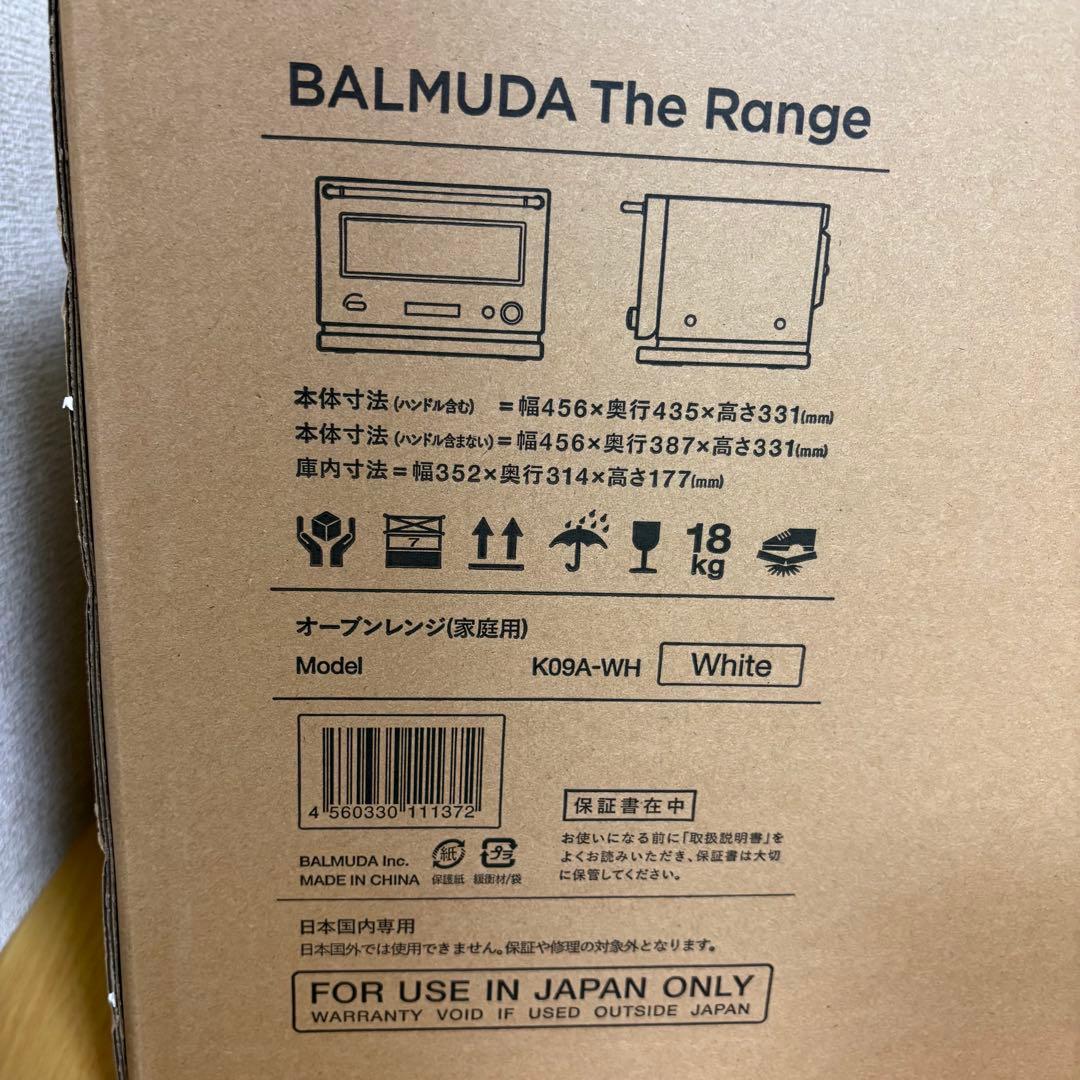 BALMUDA The Range
本体寸法(ハンドル含む) =幅456×奥行435×高さ331(mm)
本体寸法(ハンドル含まない)=幅456×奥行387×高さ331(mm)
庫内寸法=幅352×奥行314×高さ177(mm)
7
18
kg
オーブンレンジ(家庭用)
Model K09A-WH White
4 560330 111372
保証書在中
お使いになる前に「取扱説明書」を
よくお読みいただき、保証書は大切
に保管してください。
BALMUDA Inc.
MADE IN CHINA
紙
保護紙
プラ
緩衝材/袋
日本国内専用
日本国外では使用できません。保証や修理の対象外となります。
FOR USE IN JAPAN ONLY
WARRANTY VOID IF USED OUTSIDE JAPAN